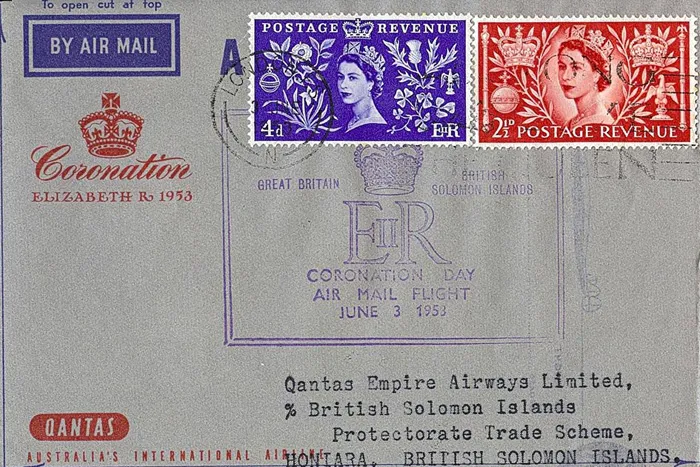 To open cut at top
BY AIR MAIL
A
POSTAGE REVENUE
4d
EIIR
2½D POSTAGE REVENUE
LONDON
N
Coronation
ELIZABETH R. 1953
GREAT BRITAIN
BRITISH
SOLOMON ISLANDS
EIIR
CORONATION DAY
AIR MAIL FLIGHT
JUNE 3 1953
Qantas Empire Airways Limited,
% British Solomon Islands
Protectorate Trade Scheme,
HONIARA. BRITISH SOLOMON ISLANDS.
QANTAS
AUSTRALIA'S INTERNATIONAL AIRLINE